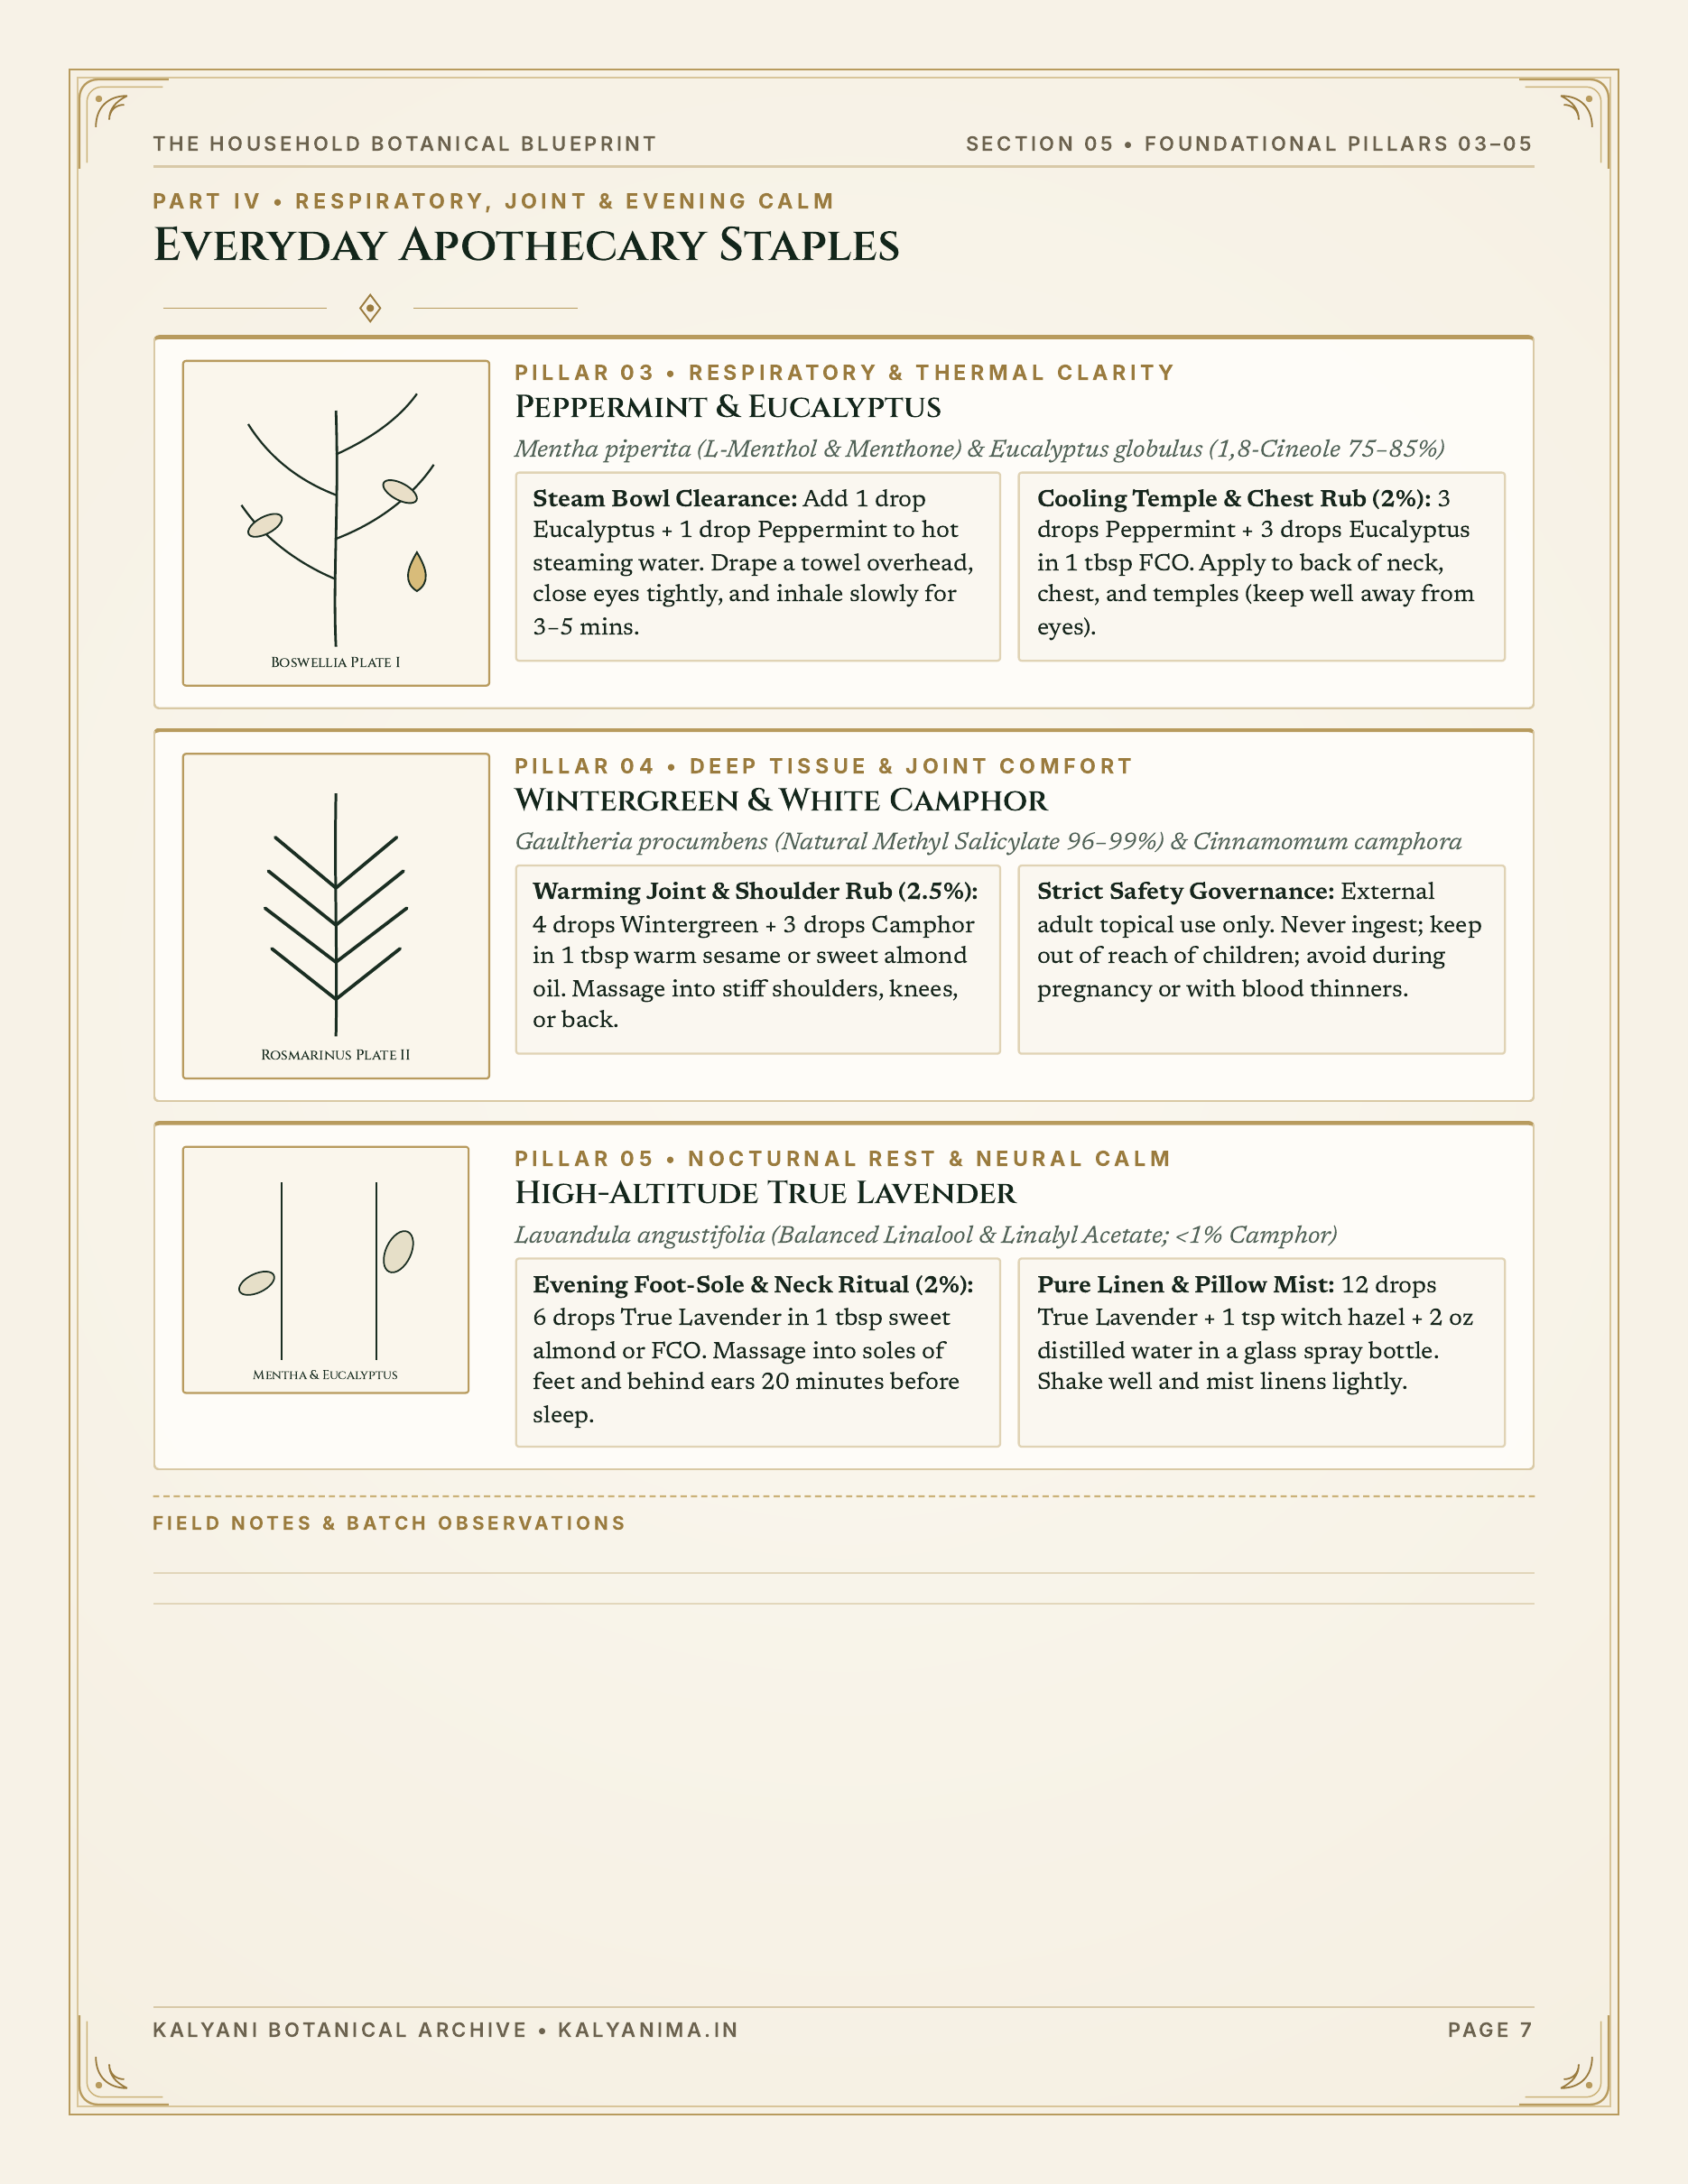 THE HOUSEHOLD BOTANICAL BLUEPRINT
SECTION 05 • FOUNDATIONAL PILLARS 03–05
PART IV • RESPIRATORY, JOINT & EVENING CALM
Everyday Apothecary Staples
Boswellia Plate I
PILLAR 03 • RESPIRATORY & THERMAL CLARITY
Peppermint & Eucalyptus
Mentha piperita (L-Menthol & Menthone) & Eucalyptus globulus (1,8-Cineole 75–85%)
Steam Bowl Clearance: Add 1 drop
Eucalyptus + 1 drop Peppermint to hot
steaming water. Drape a towel overhead,
close eyes tightly, and inhale slowly for
3–5 mins.
Cooling Temple & Chest Rub (2%): 3
drops Peppermint + 3 drops Eucalyptus
in 1 tbsp FCO. Apply to back of neck,
chest, and temples (keep well away from
eyes).
Rosmarinus Plate II
PILLAR 04 • DEEP TISSUE & JOINT COMFORT
Wintergreen & White Camphor
Gaultheria procumbens (Natural Methyl Salicylate 96–99%) & Cinnamomum camphora
Warming Joint & Shoulder Rub (2.5%):
4 drops Wintergreen + 3 drops Camphor
in 1 tbsp warm sesame or sweet almond
oil. Massage into stiff shoulders, knees,
or back.
Strict Safety Governance: External
adult topical use only. Never ingest; keep
out of reach of children; avoid during
pregnancy or with blood thinners.
Mentha & Eucalyptus
PILLAR 05 • NOCTURNAL REST & NEURAL CALM
High-Altitude True Lavender
Lavandula angustifolia (Balanced Linalool & Linalyl Acetate; <1% Camphor)
Evening Foot-Sole & Neck Ritual (2%):
6 drops True Lavender in 1 tbsp sweet
almond or FCO. Massage into soles of
feet and behind ears 20 minutes before
sleep.
Pure Linen & Pillow Mist: 12 drops
True Lavender + 1 tsp witch hazel + 2 oz
distilled water in a glass spray bottle.
Shake well and mist linens lightly.
FIELD NOTES & BATCH OBSERVATIONS
KALYANI BOTANICAL ARCHIVE • KALYANIMA.IN
PAGE 7